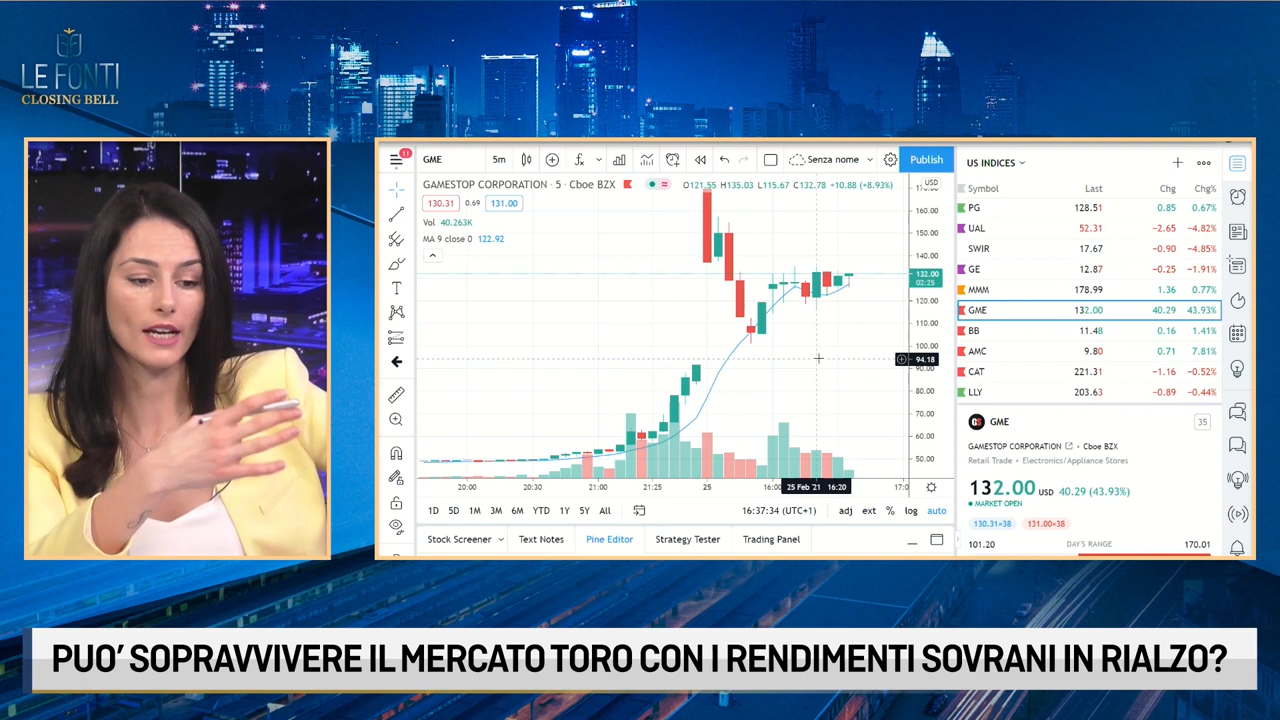 LE FONTI
CLOSING BELL
11
GME
5m
Senza nome
Publish
GAMESTOP CORPORATION · 5 · Cboe BZX
O121.55 H135.03 L115.67 C132.78 +10.88 (+8.93%)
USD
130.31 0.69 131.00
Vol 40.263K
MA 9 close 0 122.92
170.00
160.00
150.00
140.00
132.00
02:25
120.00
110.00
100.00
94.18
90.00
80.00
70.00
60.00
50.00
20:00 20:30 21:00 21:25 25 16:00 25 Feb '21 16:20 17:0
1D 5D 1M 3M 6M YTD 1Y 5Y All
16:37:34 (UTC+1) adj ext % log auto
Stock Screener Text Notes Pine Editor Strategy Tester Trading Panel
US INDICES
Symbol Last Chg Chg%
PG 128.51 0.85 0.67%
UAL 52.31 −2.65 −4.82%
SWIR 17.67 −0.90 −4.85%
GE 12.87 −0.25 −1.91%
MMM 178.99 1.36 0.77%
GME 132.00 40.29 43.93%
BB 11.48 0.16 1.41%
AMC 9.80 0.71 7.81%
CAT 221.31 −1.16 −0.52%
LLY 203.63 −0.89 −0.44%
GME
35
GAMESTOP CORPORATION • Cboe BZX
Retail Trade • Electronics/Appliance Stores
132.00 USD 40.29 (43.93%)
MARKET OPEN
130.31×38 131.00×38
101.20 DAY'S RANGE 170.01
PUO' SOPRAVVIVERE IL MERCATO TORO CON I RENDIMENTI SOVRANI IN RIALZO?